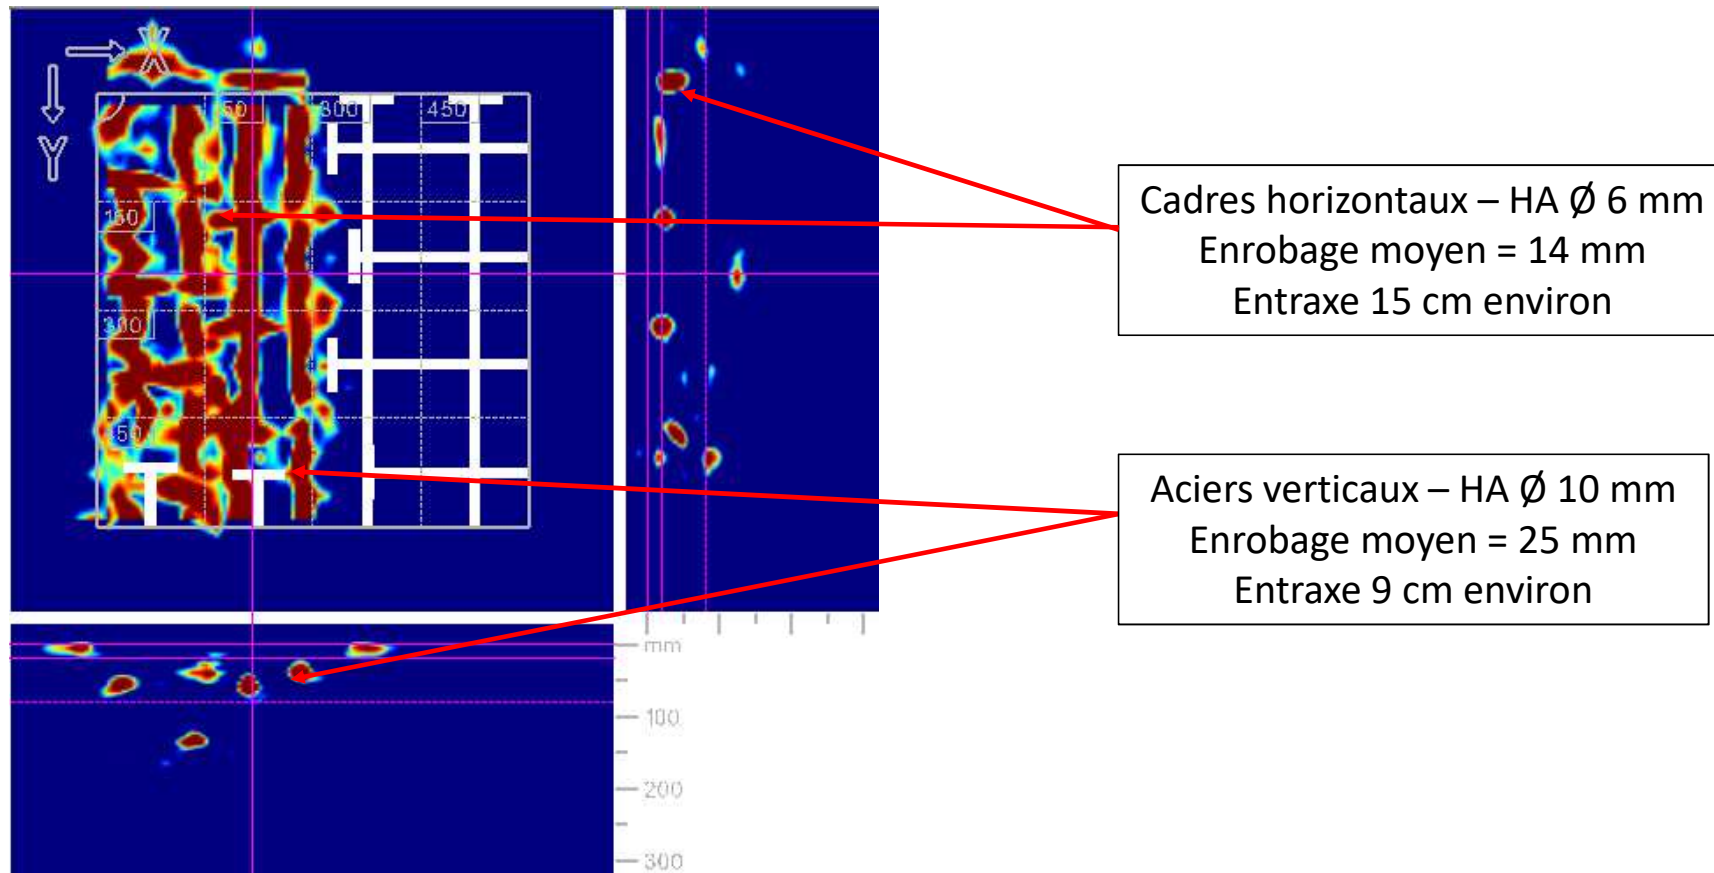 X
Y
150
300
450
150
300
450
Cadres horizontaux – HA Ø 6 mm
Enrobage moyen = 14 mm
Entraxe 15 cm environ
Aciers verticaux – HA Ø 10 mm
Enrobage moyen = 25 mm
Entraxe 9 cm environ
mm
100
200
300